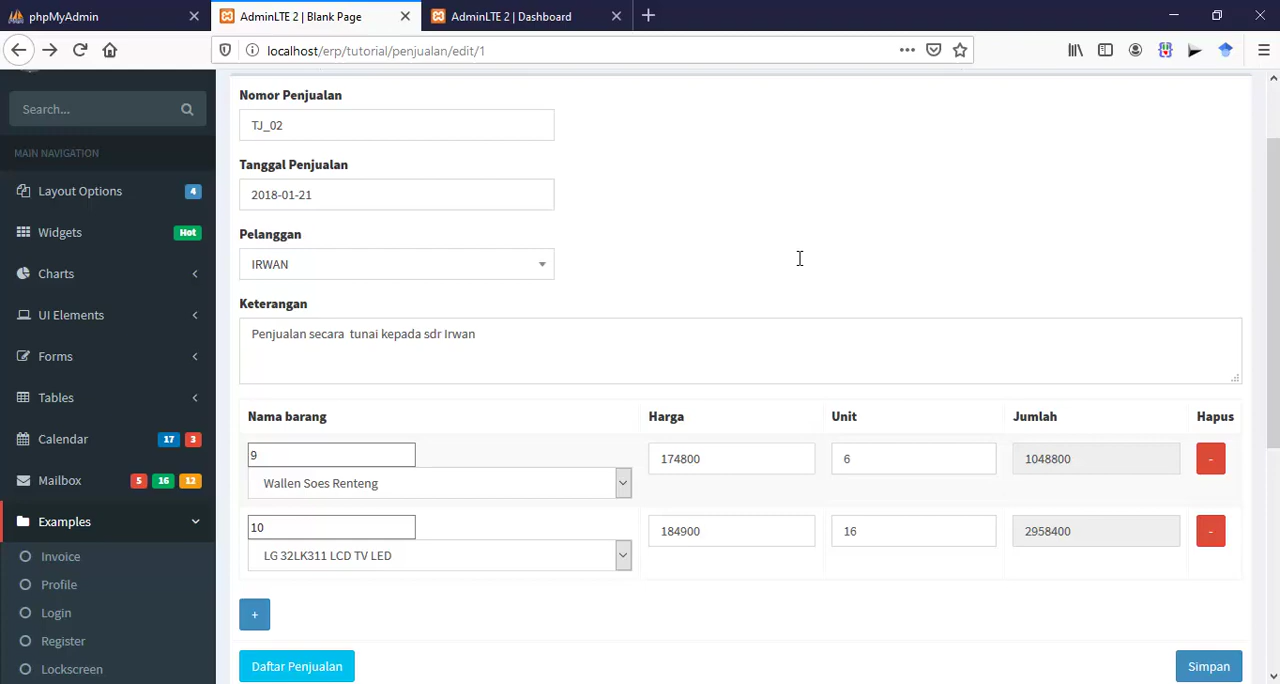 phpMyAdmin
AdminLTE 2 | Blank Page
AdminLTE 2 | Dashboard
localhost/erp/tutorial/penjualan/edit/1
Search...
MAIN NAVIGATION
Layout Options 4
Widgets Hot
Charts
UI Elements
Forms
Tables
Calendar 17 3
Mailbox 5 16 12
Examples
Invoice
Profile
Login
Register
Lockscreen
Nomor Penjualan
TJ_02
Tanggal Penjualan
2018-01-21
Pelanggan
IRWAN
Keterangan
Penjualan secara  tunai kepada sdr Irwan
Nama barang Harga Unit Jumlah Hapus
9
Wallen Soes Renteng 174800 6 1048800 -
10
LG 32LK311 LCD TV LED 184900 16 2958400 -
+
Daftar Penjualan Simpan